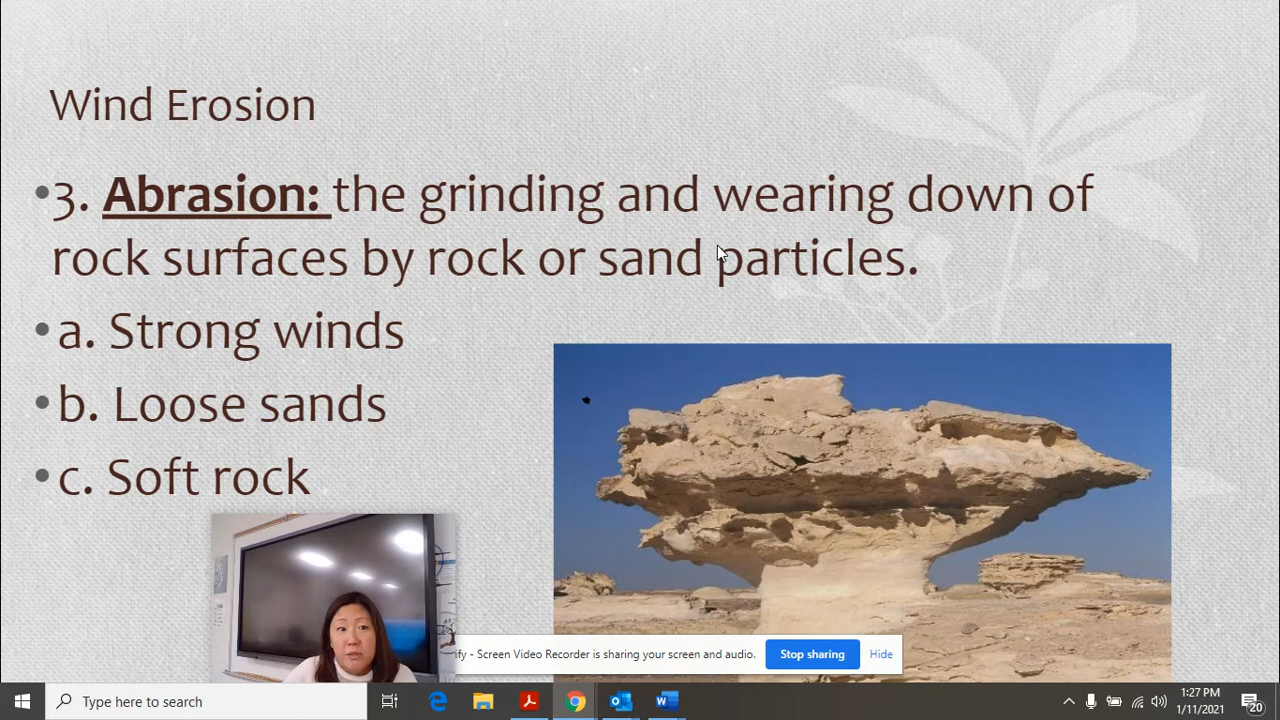 Wind Erosion
•3. Abrasion: the grinding and wearing down of
rock surfaces by rock or sand particles.
•a. Strong winds
•b. Loose sands
•c. Soft rock
ify - Screen Video Recorder is sharing your screen and audio.
Stop sharing
Hide
Type here to search
1:27 PM
1/11/2021
20